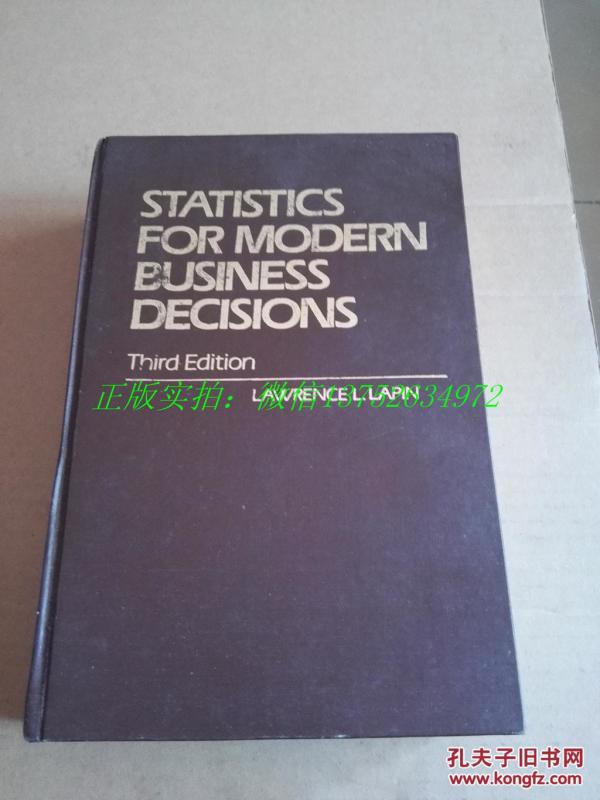 STATISTICS
FOR MODERN
BUSINESS
DECISIONS
Third Edition
LAWRENCE L. LAPIN
正版实拍：微信13752634972
孔夫子旧书网
www.kongfz.com